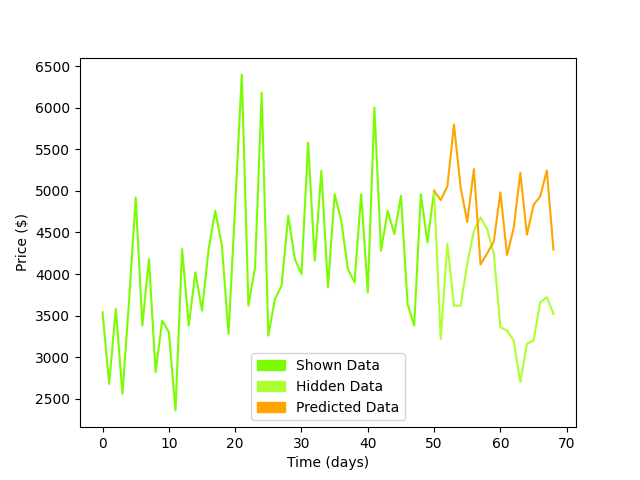 6500
6000
5500
5000
4500
4000
3500
3000
2500
Price ($)
Shown Data
Hidden Data
Predicted Data
0 10 20 30 40 50 60 70
Time (days)